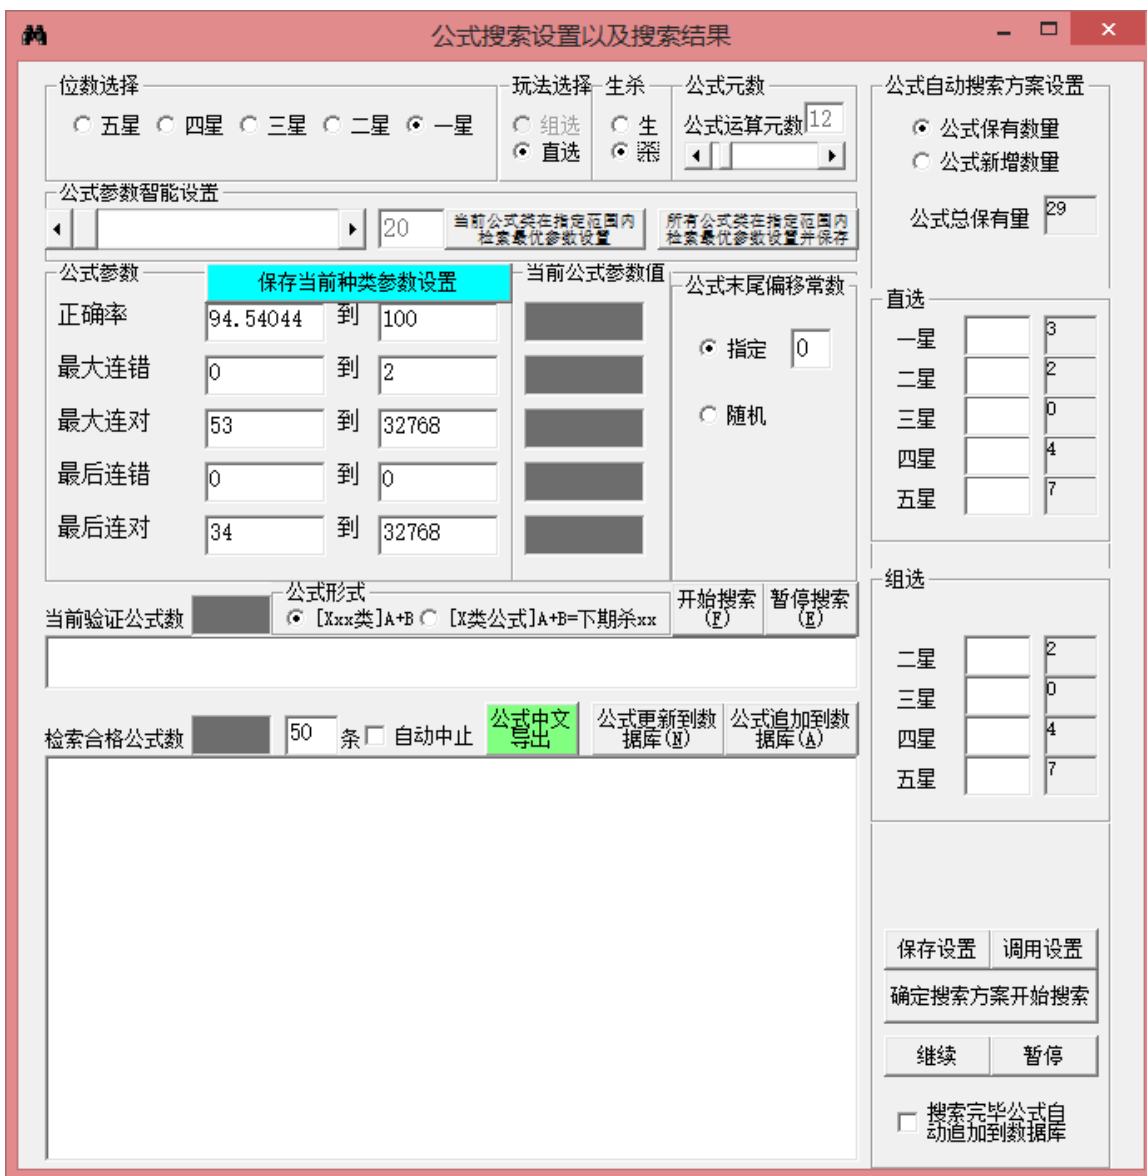 公式搜索设置以及搜索结果
位数选择
五星 四星 三星 二星 一星
玩法选择
组选
直选
生杀
生
杀
公式元数
公式运算元数 12
公式自动搜索方案设置
公式保有数量
公式新增数量
公式总保有量 29
公式参数智能设置
20
当前公式类在指定范围内
检索最优参数设置
所有公式类在指定范围内
检索最优参数设置并保存
公式参数
保存当前种类参数设置
当前公式参数值
正确率 94.54044 到 100
最大连错 0 到 2
最大连对 53 到 32768
最后连错 0 到 0
最后连对 34 到 32768
公式末尾偏移常数
指定 0
随机
直选
一星 3
二星 2
三星 0
四星 4
五星 7
当前验证公式数
公式形式
[Xxx类]A+B [X类公式]A+B=下期杀xx
开始搜索
(F)
暂停搜索
(E)
检索合格公式数 50 条 自动中止
公式中文
导出
公式更新到数
据库(N)
公式追加到数
据库(A)
组选
二星 2
三星 0
四星 4
五星 7
保存设置 调用设置
确定搜索方案开始搜索
继续 暂停
搜索完毕公式自
动追加到数据库